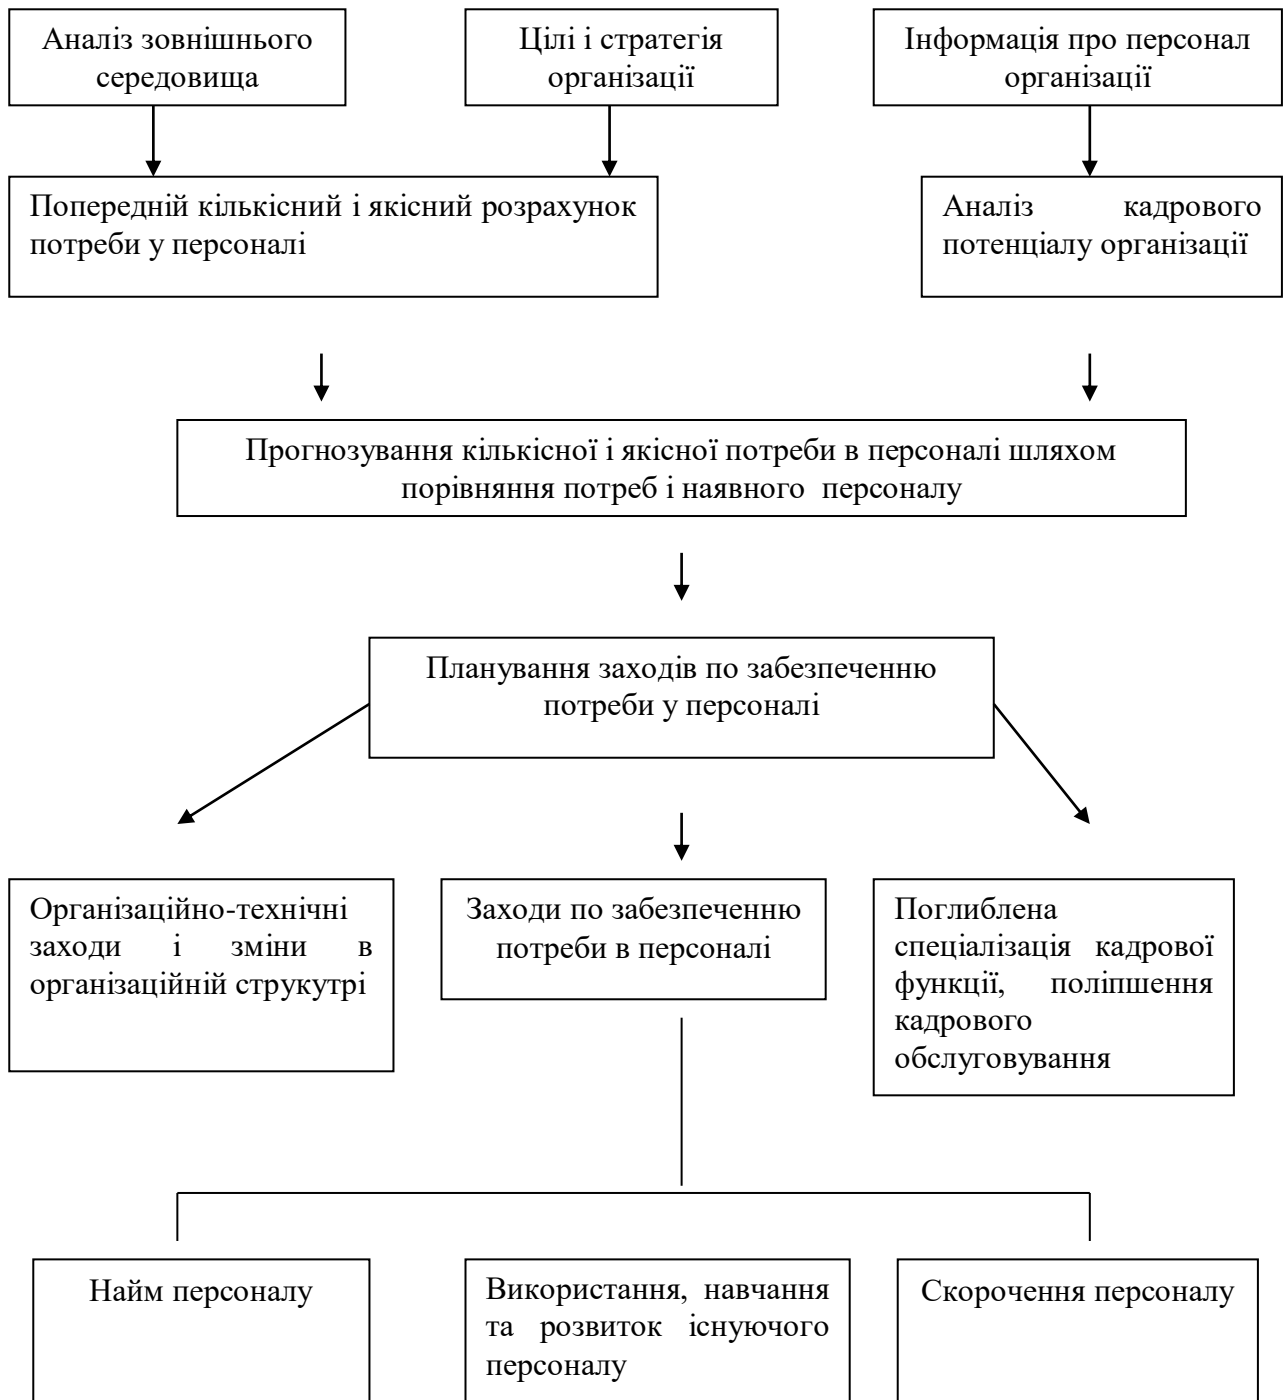 Аналіз зовнішнього
середовища
Цілі і стратегія
організації
Інформація про персонал
організації
Попередній кількісний і якісний розрахунок
потреби у персоналі
Аналіз кадрового
потенціалу організації
Прогнозування кількісної і якісної потреби в персоналі шляхом
порівняння потреб і наявного персоналу
Планування заходів по забезпеченню
потреби у персоналі
Організаційно-технічні
заходи і зміни в
організаційній струкутрі
Заходи по забезпеченню
потреби в персоналі
Поглиблена
спеціалізація кадрової
функції, поліпшення
кадрового
обслуговування
Найм персоналу
Використання, навчання
та розвиток існуючого
персоналу
Скорочення персоналу